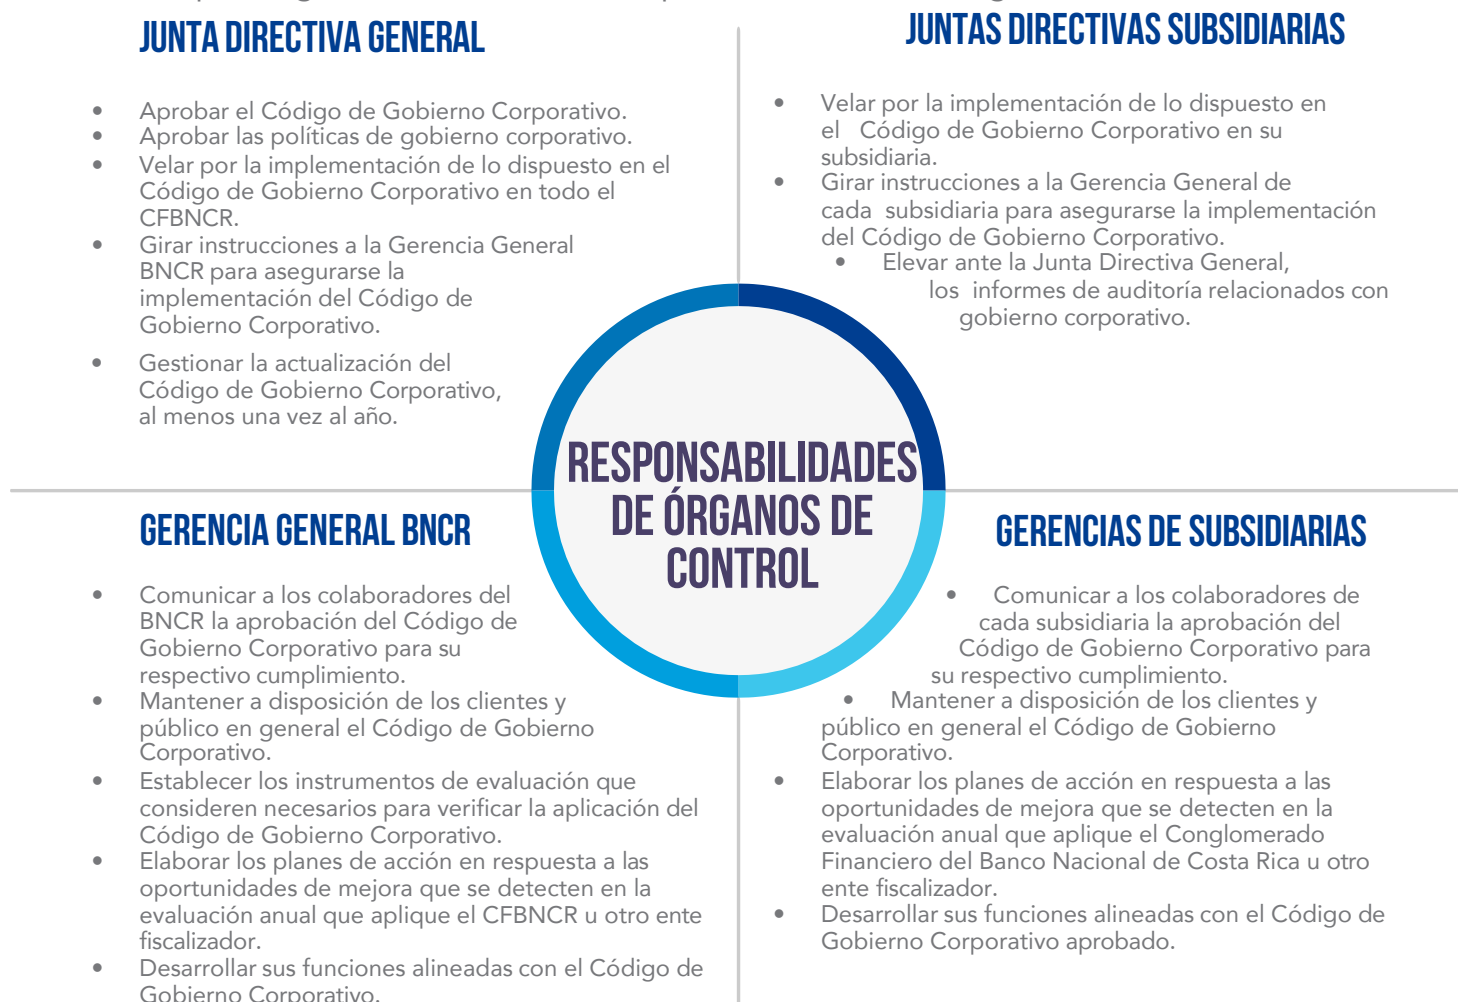 JUNTA DIRECTIVA GENERAL
• Aprobar el Código de Gobierno Corporativo.
• Aprobar las políticas de gobierno corporativo.
• Velar por la implementación de lo dispuesto en el
Código de Gobierno Corporativo en todo el
CFBNCR.
• Girar instrucciones a la Gerencia General
BNCR para asegurarse la
implementación del Código de
Gobierno Corporativo.
• Gestionar la actualización del
Código de Gobierno Corporativo,
al menos una vez al año.
JUNTAS DIRECTIVAS SUBSIDIARIAS
• Velar por la implementación de lo dispuesto en
el Código de Gobierno Corporativo en su
subsidiaria.
• Girar instrucciones a la Gerencia General de
cada subsidiaria para asegurarse la implementación
del Código de Gobierno Corporativo.
• Elevar ante la Junta Directiva General,
los informes de auditoría relacionados con
gobierno corporativo.
RESPONSABILIDADES
DE ÓRGANOS DE
CONTROL
GERENCIA GENERAL BNCR
• Comunicar a los colaboradores del
BNCR la aprobación del Código de
Gobierno Corporativo para su
respectivo cumplimiento.
• Mantener a disposición de los clientes y
público en general el Código de Gobierno
Corporativo.
• Establecer los instrumentos de evaluación que
consideren necesarios para verificar la aplicación del
Código de Gobierno Corporativo.
• Elaborar los planes de acción en respuesta a las
oportunidades de mejora que se detecten en la
evaluación anual que aplique el CFBNCR u otro ente
fiscalizador.
• Desarrollar sus funciones alineadas con el Código de
Gobierno Corporativo.
GERENCIAS DE SUBSIDIARIAS
• Comunicar a los colaboradores de
cada subsidiaria la aprobación del
Código de Gobierno Corporativo para
su respectivo cumplimiento.
• Mantener a disposición de los clientes y
público en general el Código de Gobierno
Corporativo.
• Elaborar los planes de acción en respuesta a las
oportunidades de mejora que se detecten en la
evaluación anual que aplique el Conglomerado
Financiero del Banco Nacional de Costa Rica u otro
ente fiscalizador.
• Desarrollar sus funciones alineadas con el Código de
Gobierno Corporativo aprobado.